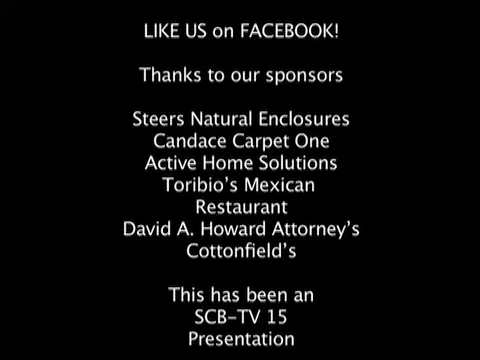 LIKE US on FACEBOOK!
Thanks to our sponsors
Steers Natural Enclosures
Candace Carpet One
Active Home Solutions
Toribio's Mexican
Restaurant
David A. Howard Attorney's
Cottonfield's
This has been an
SCB-TV 15
Presentation